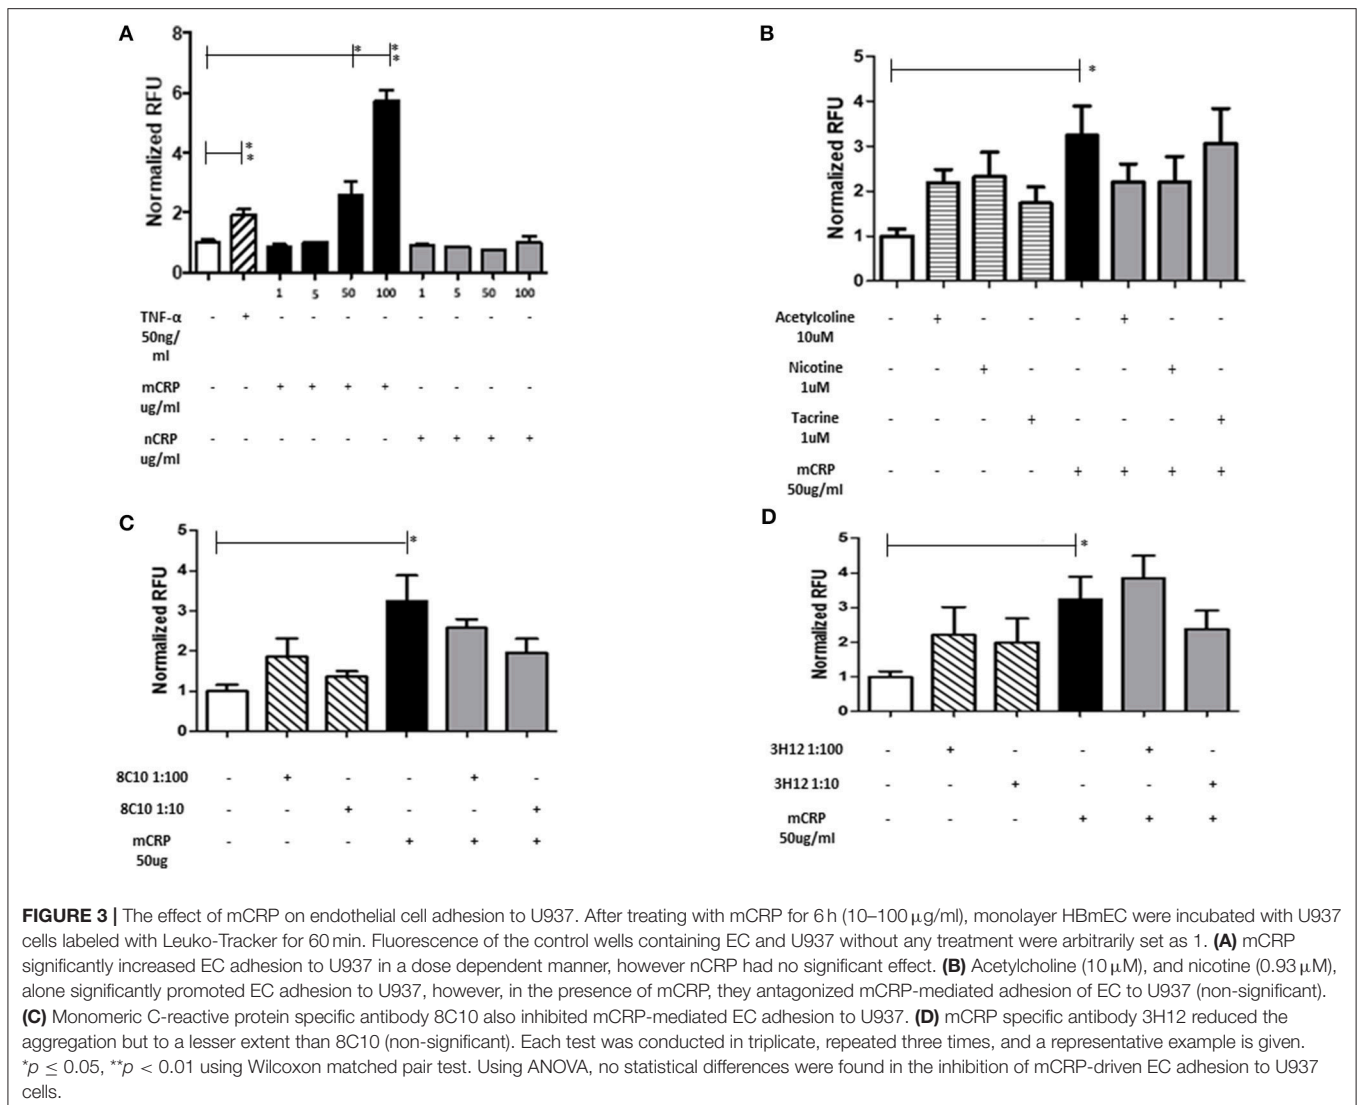 A
8
6
4
2
0
Normalized RFU
*
**
**
1 5 50 100 1 5 50 100
TNF-α - + - - - - - - - -
50ng/
ml
mCRP - - + + + + - - - -
ug/ml
nCRP - - - - - - + + + +
ug/ml
B
5
4
3
2
1
0
Normalized RFU
*
Acetylcoline - + - - - + - -
10uM
Nicotine - - + - - - + -
1uM
Tacrine - - - + - - - +
1uM
mCRP - - - - + + + +
50ug/ml
C
5
4
3
2
1
0
Normalized RFU
*
8C10 1:100 - + - - + -
8C10 1:10 - - + - - +
mCRP - - - + + +
50ug
D
5
4
3
2
1
0
Normalized RFU
*
3H12 1:100 - + - - + -
3H12 1:10 - - + - - +
mCRP - - - + + +
50ug/ml
FIGURE 3 | The effect of mCRP on endothelial cell adhesion to U937. After treating with mCRP for 6 h (10–100 µg/ml), monolayer HBmEC were incubated with U937
cells labeled with Leuko-Tracker for 60 min. Fluorescence of the control wells containing EC and U937 without any treatment were arbitrarily set as 1. (A) mCRP
significantly increased EC adhesion to U937 in a dose dependent manner, however nCRP had no significant effect. (B) Acetylcholine (10 µM), and nicotine (0.93 µM),
alone significantly promoted EC adhesion to U937, however, in the presence of mCRP, they antagonized mCRP-mediated adhesion of EC to U937 (non-significant).
(C) Monomeric C-reactive protein specific antibody 8C10 also inhibited mCRP-mediated EC adhesion to U937. (D) mCRP specific antibody 3H12 reduced the
aggregation but to a lesser extent than 8C10 (non-significant). Each test was conducted in triplicate, repeated three times, and a representative example is given.
*p ≤ 0.05, **p < 0.01 using Wilcoxon matched pair test. Using ANOVA, no statistical differences were found in the inhibition of mCRP-driven EC adhesion to U937
cells.